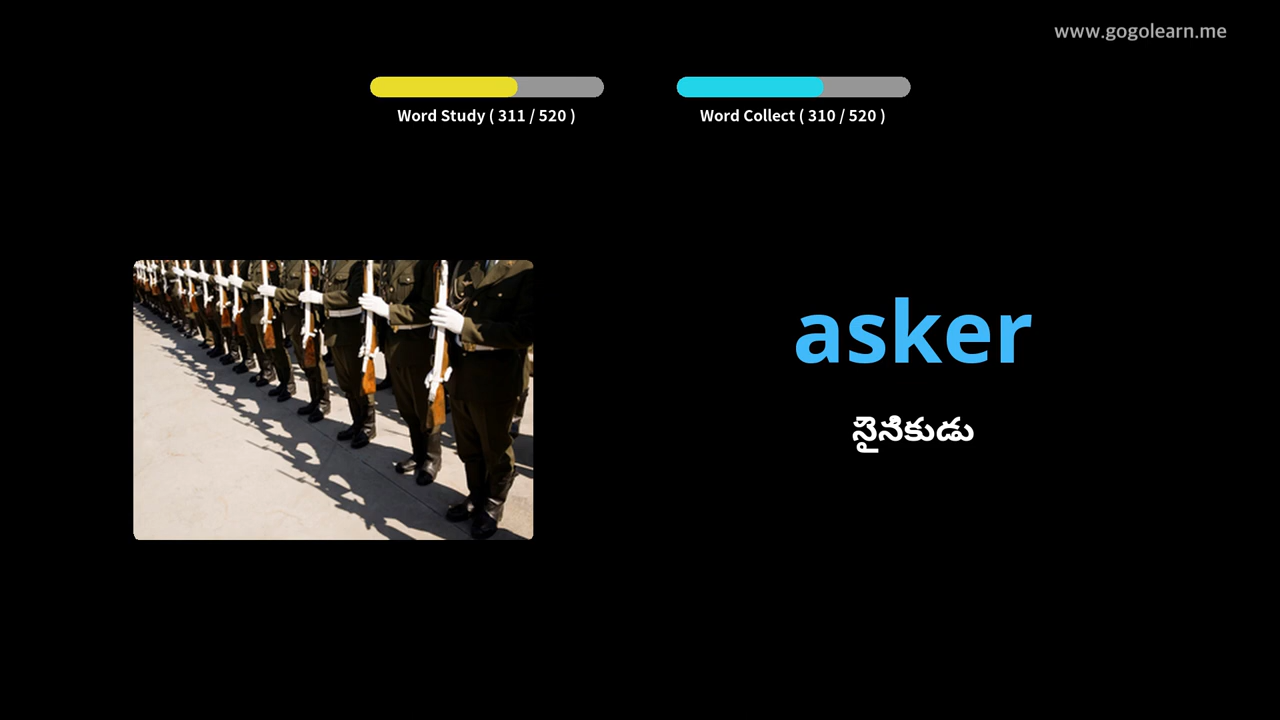 www.gogolearn.me
Word Study ( 311 / 520 )
Word Collect ( 310 / 520 )
asker
సైనికుడు